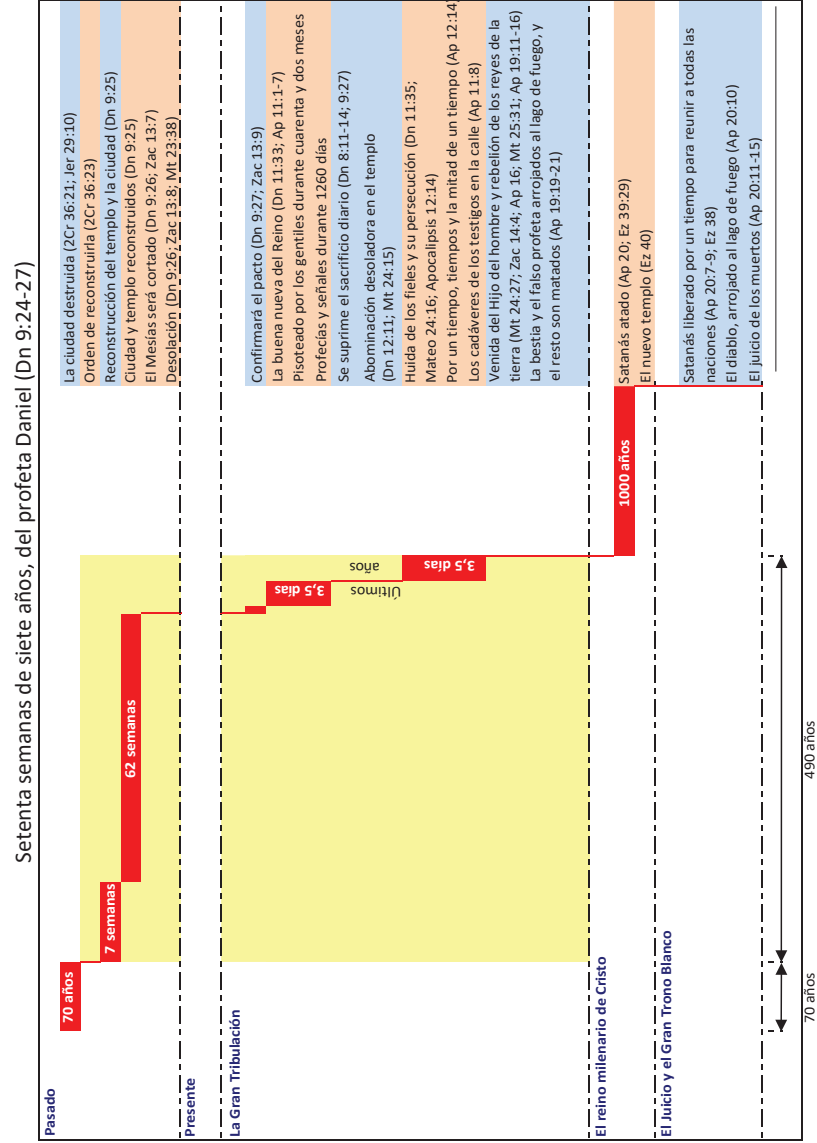 Setenta semanas de siete años, del profeta Daniel (Dn 9:24-27)
Pasado
70 años
La ciudad destruida (2Cr 36:21; Jer 29:10)
Orden de reconstruirla (2Cr 36:23)
7 semanas
Reconstrucción del templo y la ciudad (Dn 9:25)
62 semanas
Ciudad y templo reconstruidos (Dn 9:25)
El Mesías será cortado (Dn 9:26; Zac 13:7)
Desolación (Dn 9:26; Zac 13:8; Mt 23:38)
Presente
La Gran Tribulación
Confirmará el pacto (Dn 9:27; Zac 13:9)
3,5 días
La buena nueva del Reino (Dn 11:33; Ap 11:1-7)
Pisoteado por los gentiles durante cuarenta y dos meses
Profecías y señales durante 1260 días
Últimos
años
Se suprime el sacrificio diario (Dn 8:11-14; 9:27)
Abominación desoladora en el templo
(Dn 12:11; Mt 24:15)
3,5 días
Huida de los fieles y su persecución (Dn 11:35;
Mateo 24:16; Apocalipsis 12:14)
Por un tiempo, tiempos y la mitad de un tiempo (Ap 12:14)
Los cadáveres de los testigos en la calle (Ap 11:8)
Venida del Hijo del hombre y rebelión de los reyes de la
tierra (Mt 24:27; Zac 14:4; Ap 16; Mt 25:31; Ap 19:11-16)
La bestia y el falso profeta arrojados al lago de fuego, y
el resto son matados (Ap 19:19-21)
El reino milenario de Cristo
1000 años
Satanás atado (Ap 20; Ez 39:29)
El nuevo templo (Ez 40)
El Juicio y el Gran Trono Blanco
Satanás liberado por un tiempo para reunir a todas las
naciones (Ap 20:7-9; Ez 38)
El diablo, arrojado al lago de fuego (Ap 20:10)
El juicio de los muertos (Ap 20:11-15)
70 años
490 años